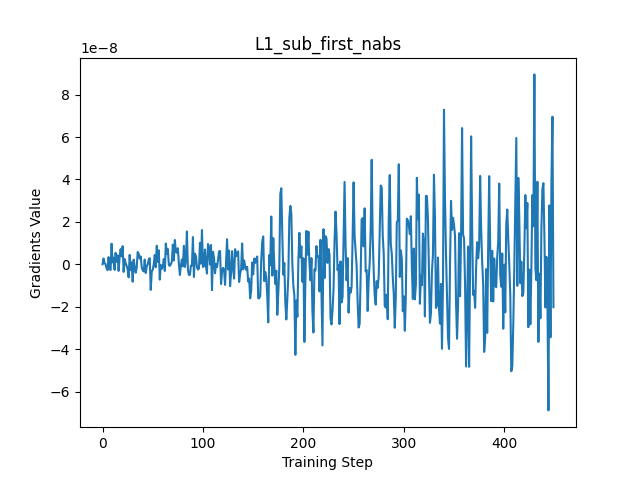 L1_sub_first_nabs
1e−8
8
6
4
2
0
−2
−4
−6
Gradients Value
0 100 200 300 400
Training Step